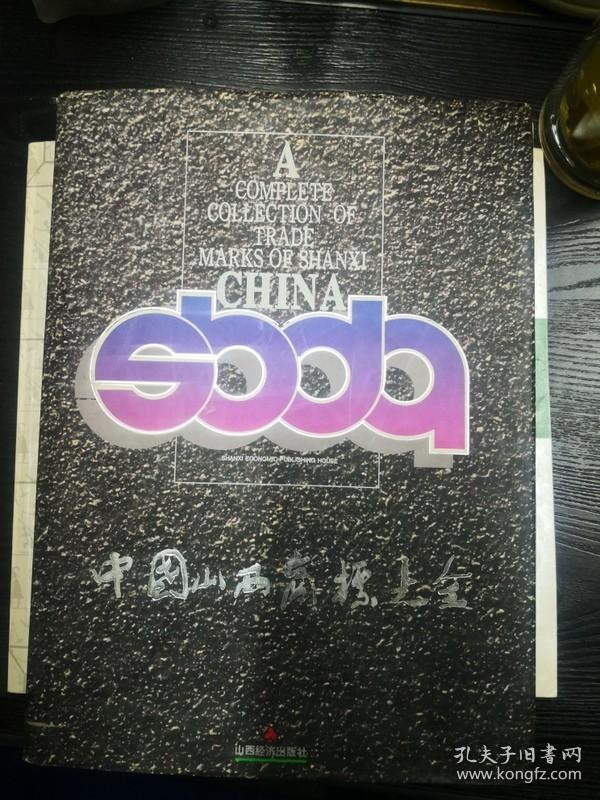 A
COMPLETE
COLLECTION OF
TRADE
MARKS OF SHANXI
CHINA
sbdq
SHANXI ECONOMIC PUBLISHING HOUSE
中國山西商标大全
山西经济出版社
孔夫子旧书网
www.kongfz.com